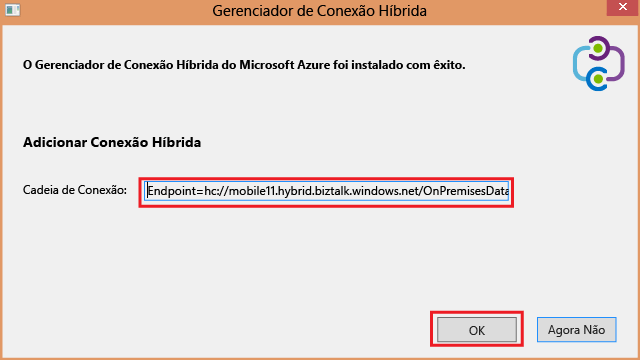 Gerenciador de Conexão Híbrida
O Gerenciador de Conexão Híbrida do Microsoft Azure foi instalado com êxito.
Adicionar Conexão Híbrida
Cadeia de Conexão: Endpoint=hc://mobile11.hybrid.biztalk.windows.net/OnPremisesData
OK Agora Não